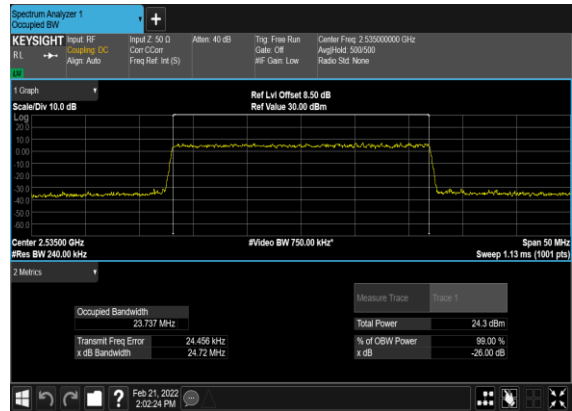 Spectrum Analyzer 1
Occupied BW
+
KEYSIGHT Input: RF Input Z: 50 Ω Atten: 40 dB Trig: Free Run Center Freq: 2.535000000 GHz
RL Coupling: DC Corr CCorr Gate: Off Avg|Hold: 500/500
Align: Auto Freq Ref: Int (S) #IF Gain: Low Radio Std: None
1 Graph
Ref Lvl Offset 8.50 dB
Scale/Div 10.0 dB Ref Value 30.00 dBm
Log
20.0
10.0
0.00
-10.0
-20.0
-30.0
-40.0
-50.0
-60.0
Center 2.53500 GHz #Video BW 750.00 kHz* Span 50 MHz
#Res BW 240.00 kHz Sweep 1.13 ms (1001 pts)
2 Metrics
Measure Trace Trace 1
Occupied Bandwidth
23.737 MHz Total Power 24.3 dBm
Transmit Freq Error 24.456 kHz % of OBW Power 99.00 %
x dB Bandwidth 24.72 MHz x dB -26.00 dB
? Feb 21, 2022
2:02:24 PM